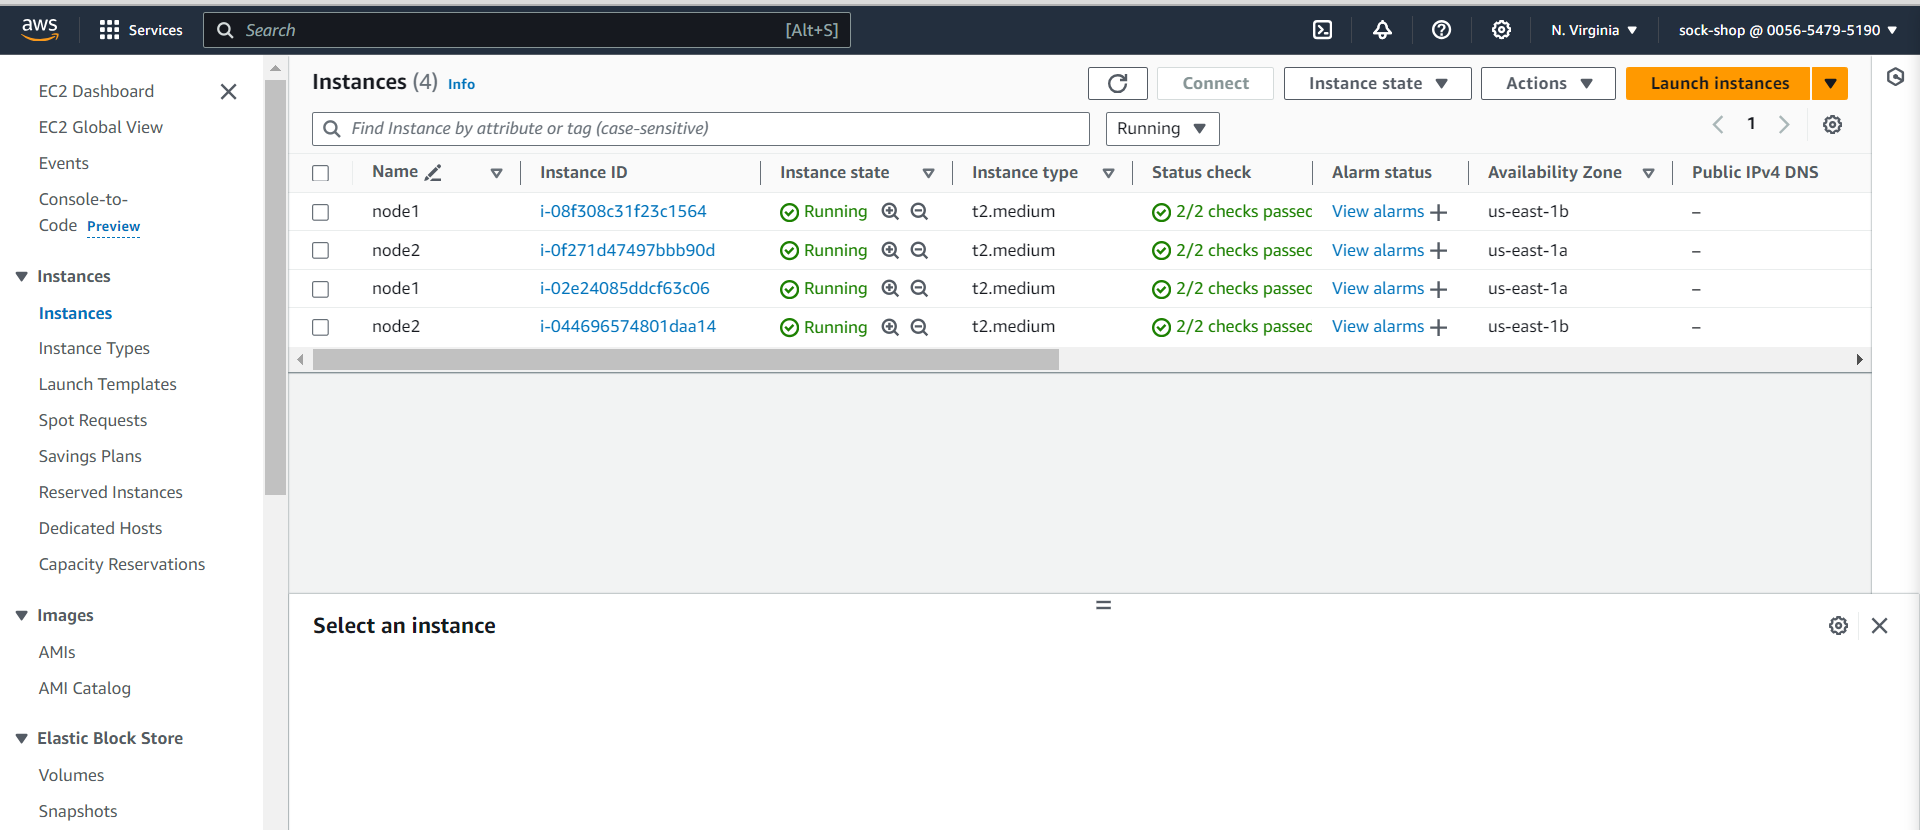 aws Services Search [Alt+S] N. Virginia sock-shop @ 0056-5479-5190
EC2 Dashboard
EC2 Global View
Events
Console-to-
Code Preview
Instances
Instances
Instance Types
Launch Templates
Spot Requests
Savings Plans
Reserved Instances
Dedicated Hosts
Capacity Reservations
Images
AMIs
AMI Catalog
Elastic Block Store
Volumes
Snapshots
Instances (4) Info Connect Instance state Actions Launch instances
Find Instance by attribute or tag (case-sensitive) Running 1
Name Instance ID Instance state Instance type Status check Alarm status Availability Zone Public IPv4 DNS
node1 i-08f308c31f23c1564 Running t2.medium 2/2 checks passed View alarms + us-east-1b –
node2 i-0f271d47497bbb90d Running t2.medium 2/2 checks passed View alarms + us-east-1a –
node1 i-02e24085ddcf63c06 Running t2.medium 2/2 checks passed View alarms + us-east-1a –
node2 i-044696574801daa14 Running t2.medium 2/2 checks passed View alarms + us-east-1b –
Select an instance